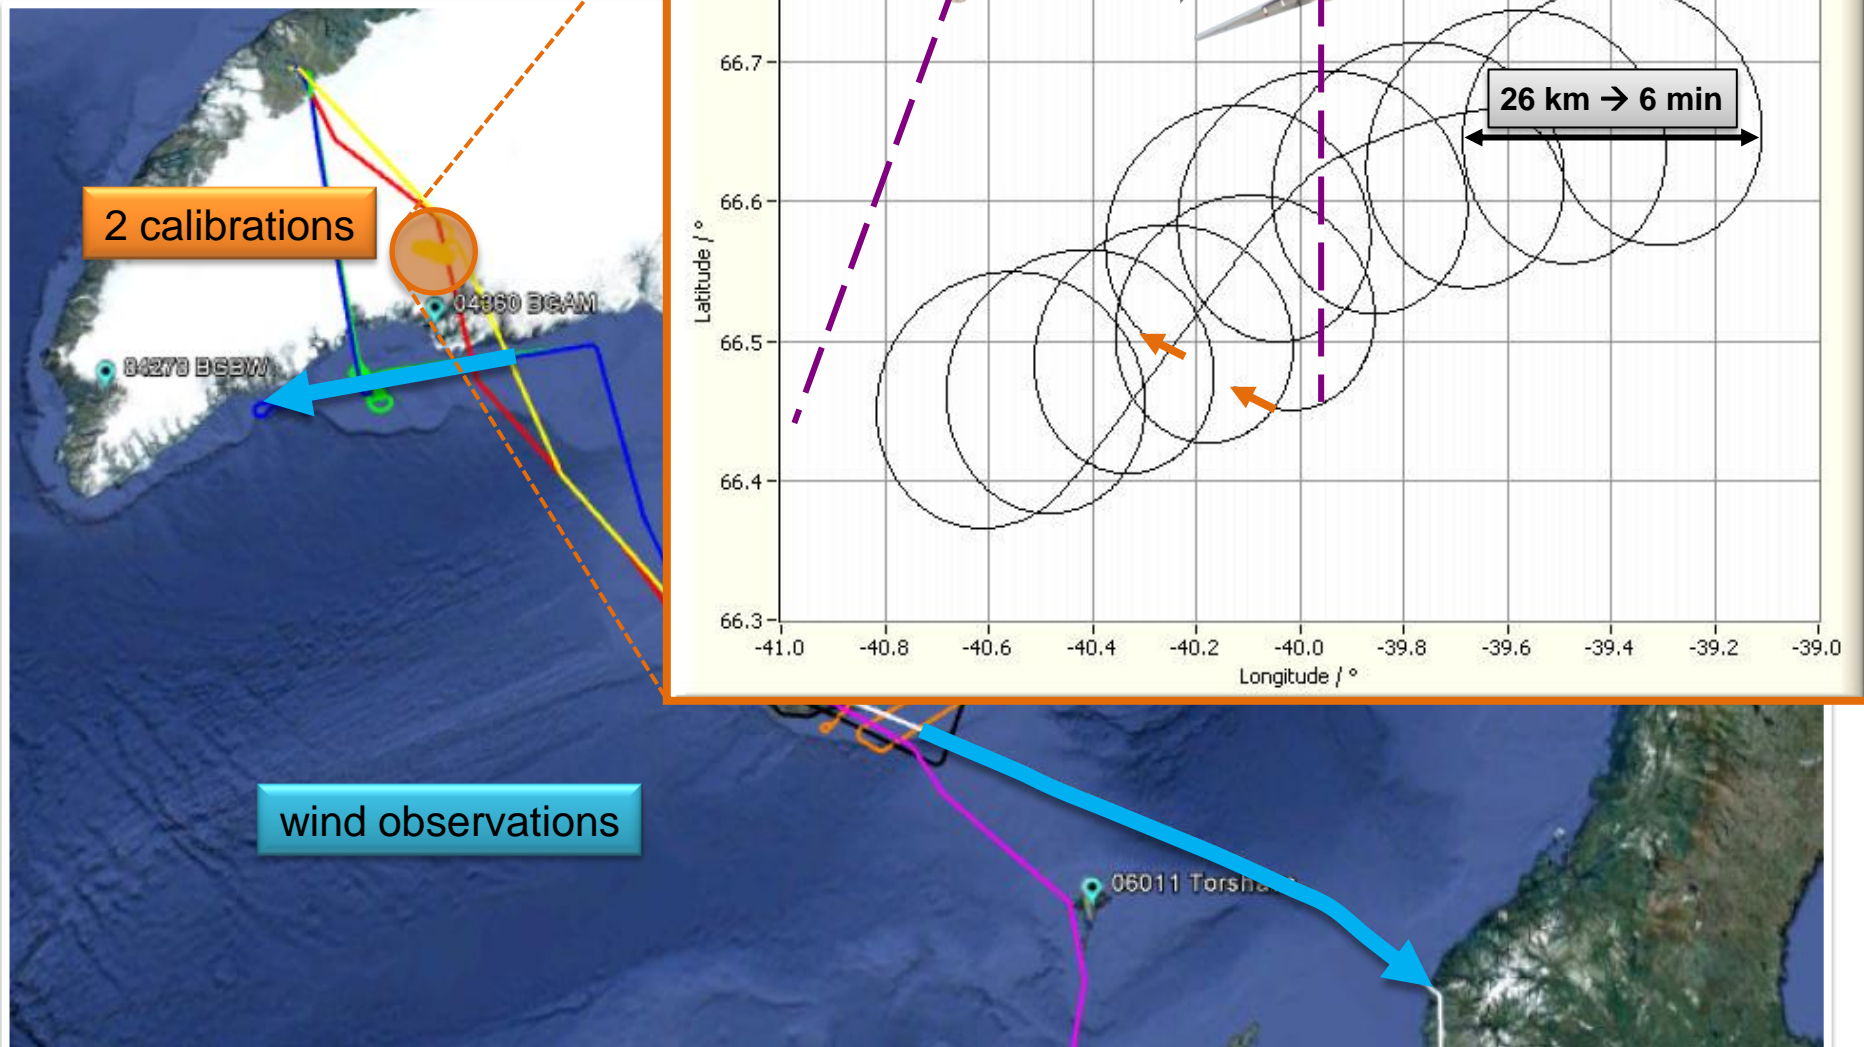 66.7
26 km → 6 min
66.6
2 calibrations
Latitude / °
04360 BGAM
66.5
04270 BGBW
66.4
66.3
-41.0 -40.8 -40.6 -40.4 -40.2 -40.0 -39.8 -39.6 -39.4 -39.2 -39.0
Longitude / °
wind observations
06011